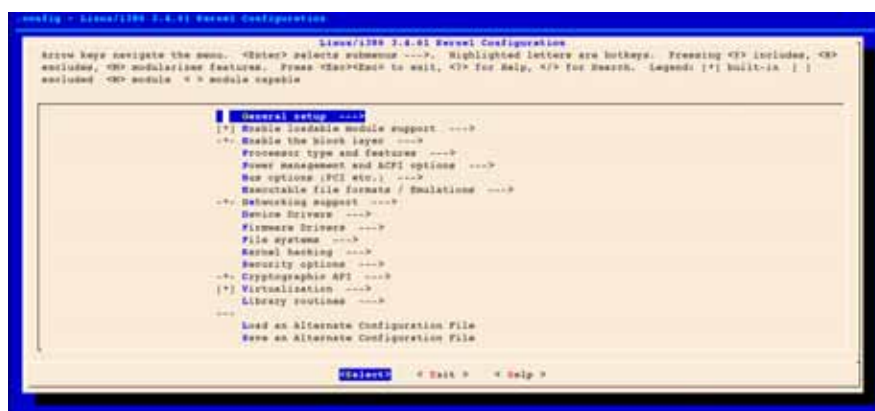 .config - Linux/i386 3.4.61 Kernel Configuration
Linux/i386 3.4.61 Kernel Configuration
Arrow keys navigate the menu. <Enter> selects submenus --->. Highlighted letters are hotkeys. Pressing <Y> includes, <N>
excludes, <M> modularizes features. Press <Esc><Esc> to exit, <?> for Help, </> for Search. Legend: [*] built-in [ ]
excluded <M> module < > module capable
General setup --->
[*] Enable loadable module support --->
-*- Enable the block layer --->
Processor type and features --->
Power management and ACPI options --->
Bus options (PCI etc.) --->
Executable file formats / Emulations --->
-*- Networking support --->
Device Drivers --->
Firmware Drivers --->
File systems --->
Kernel hacking --->
Security options --->
-*- Cryptographic API --->
[*] Virtualization --->
Library routines --->
---
Load an Alternate Configuration File
Save an Alternate Configuration File
<Select> < Exit > < Help >